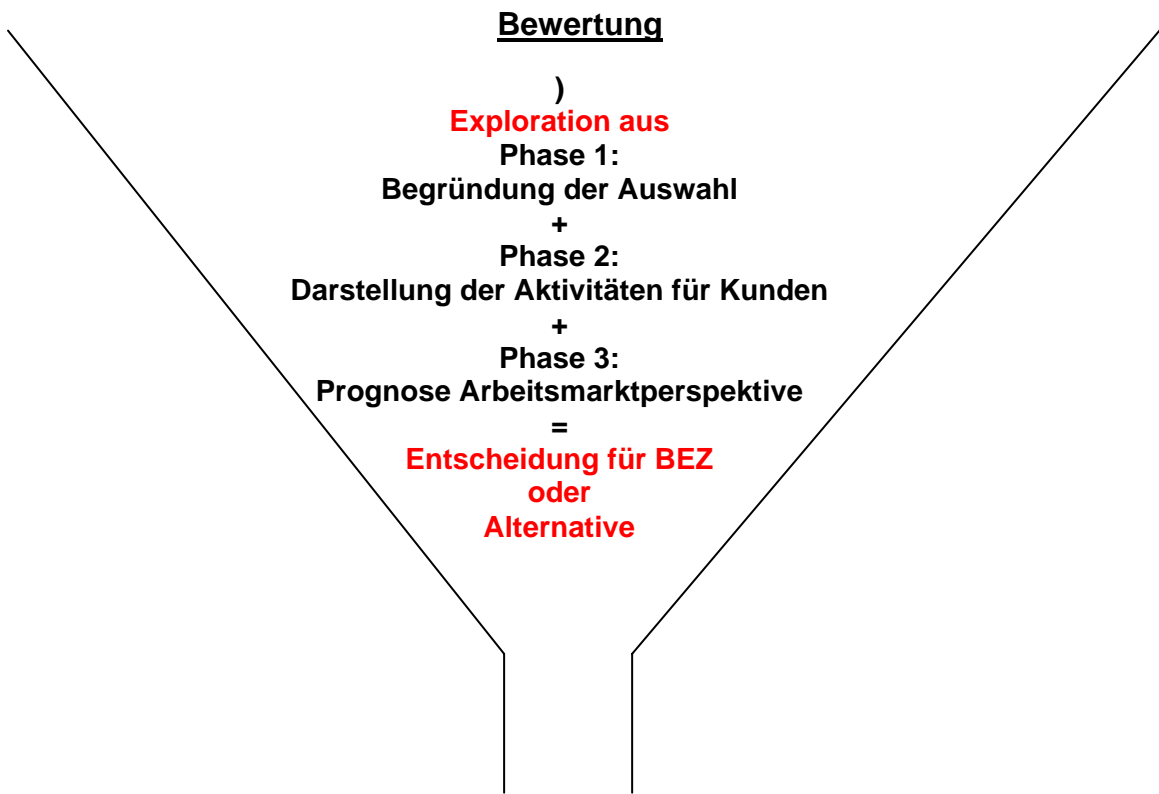 Bewertung
)
Exploration aus
Phase 1:
Begründung der Auswahl
+
Phase 2:
Darstellung der Aktivitäten für Kunden
+
Phase 3:
Prognose Arbeitsmarktperspektive
=
Entscheidung für BEZ
oder
Alternative